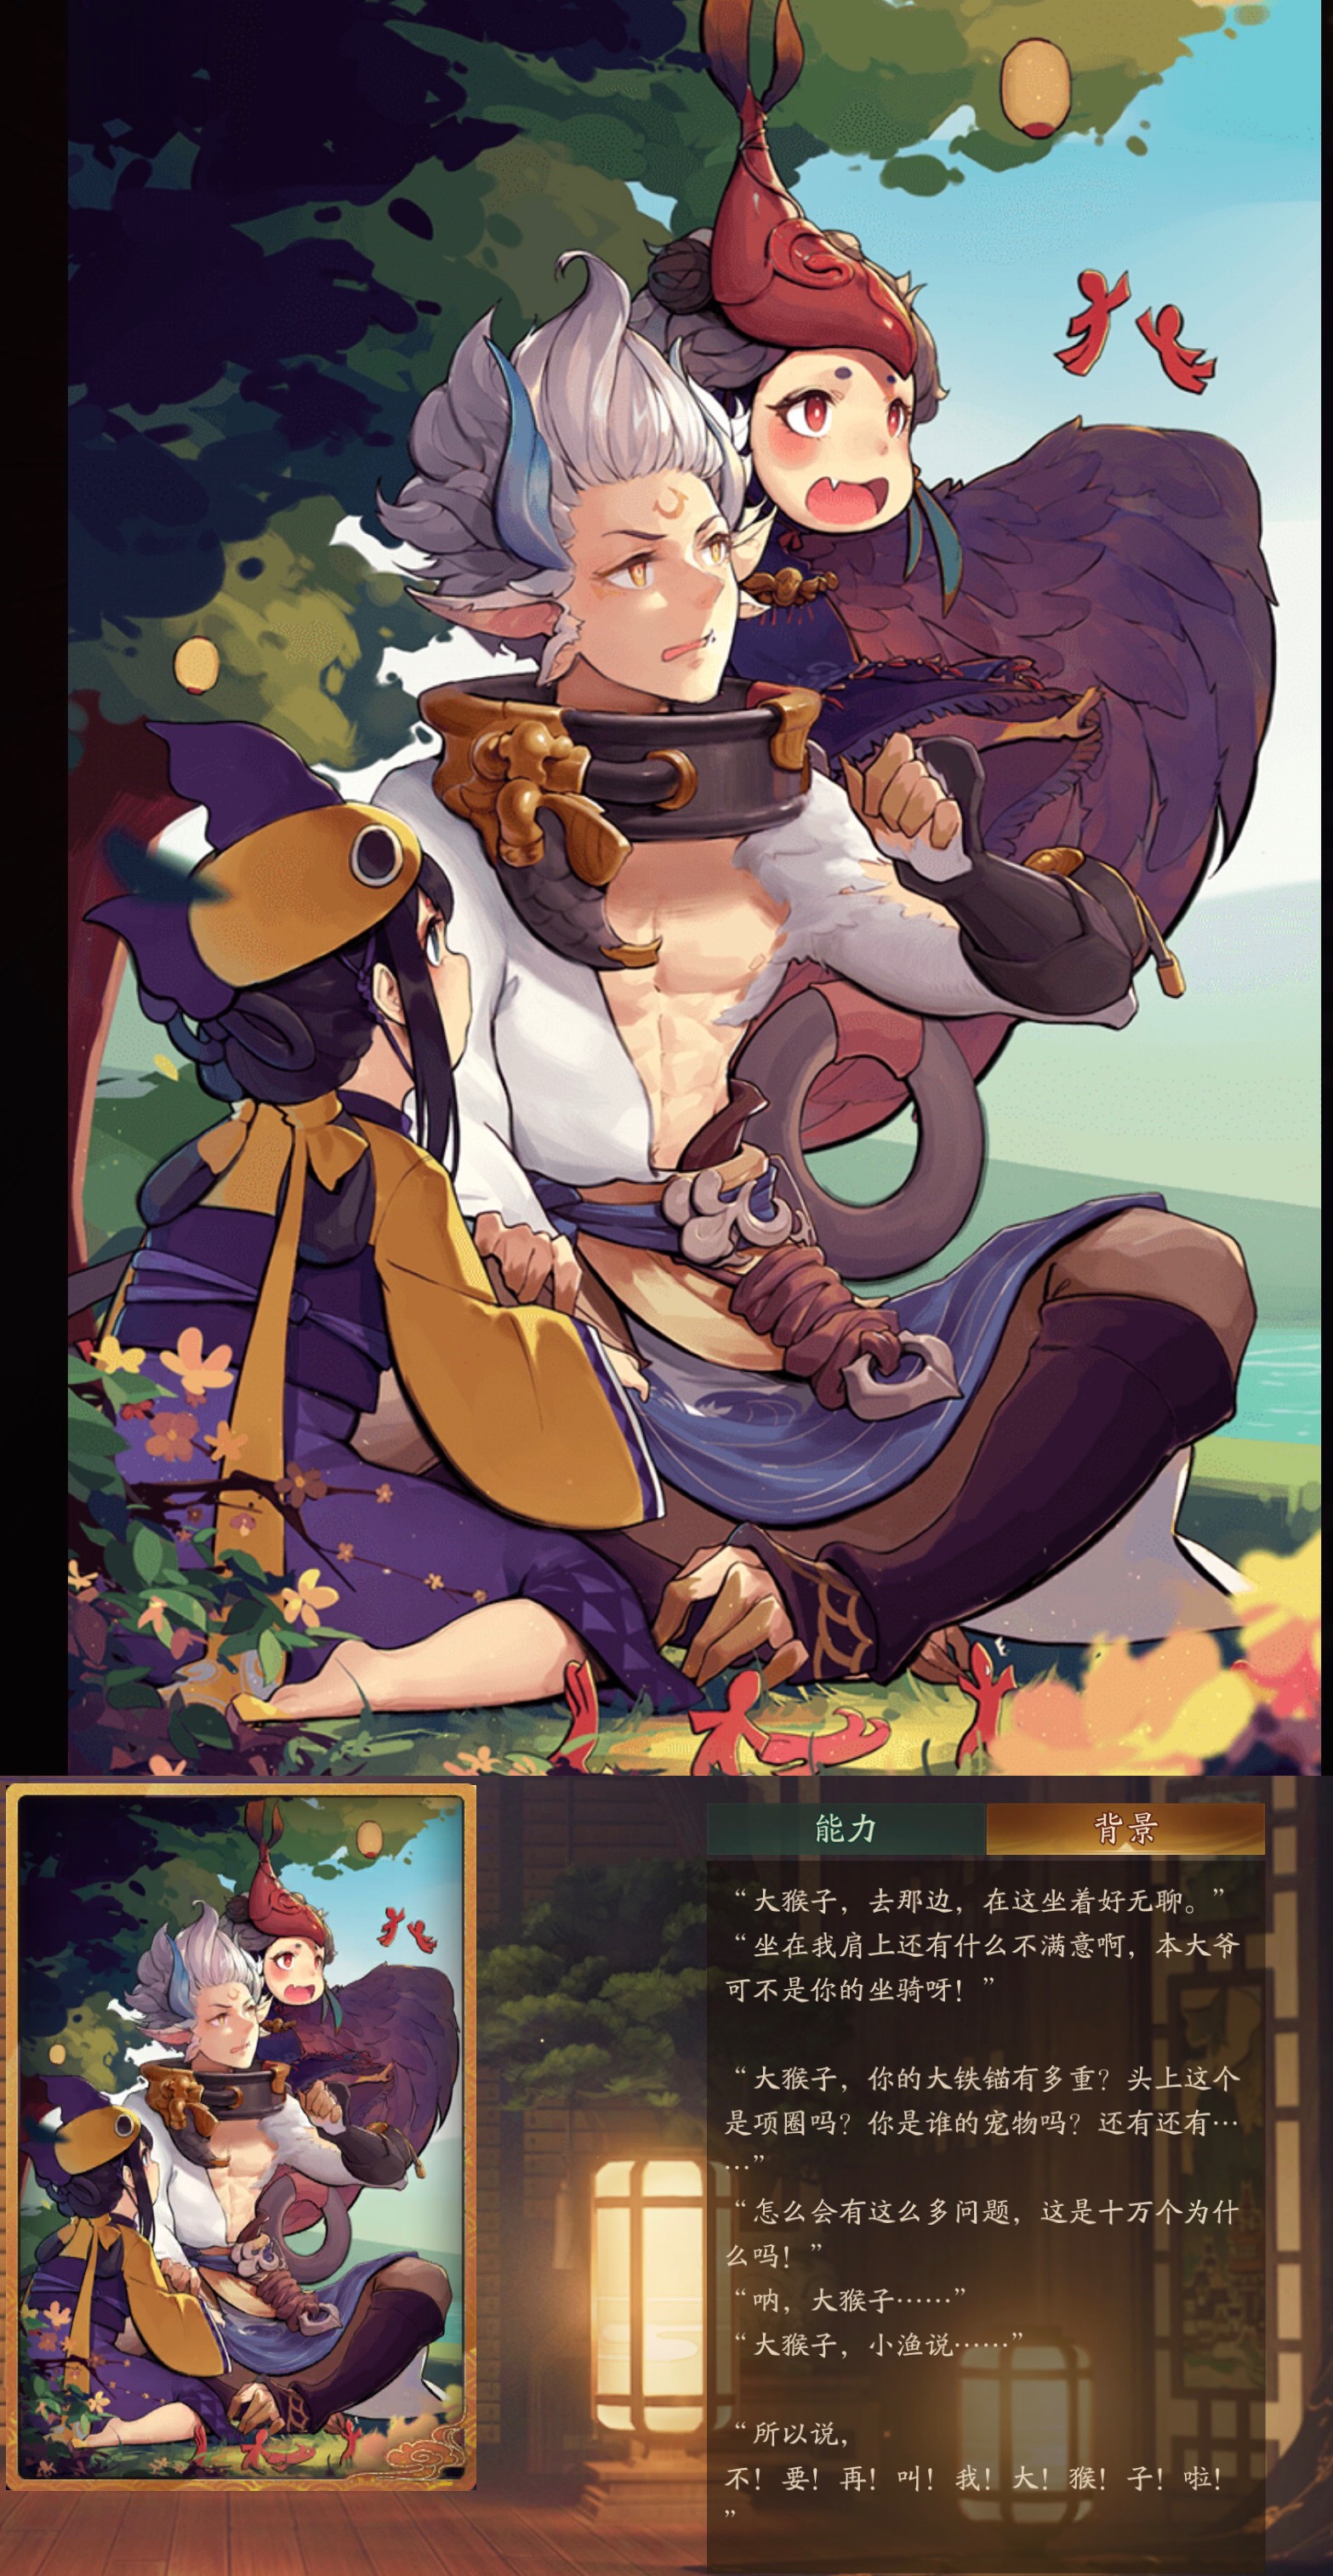 能力
背景
“大猴子，去那边，在这坐着好无聊。”
“坐在我肩上还有什么不满意啊，本大爷
可不是你的坐骑呀！”
“大猴子，你的大铁锚有多重？头上这个
是项圈吗？你是谁的宠物吗？还有还有…
…”
“怎么会有这么多问题，这是十万个为什
么吗！”
“呐，大猴子……”
“大猴子，小渔说……”
“所以说，
不！要！再！叫！我！大！猴！子！啦！
”